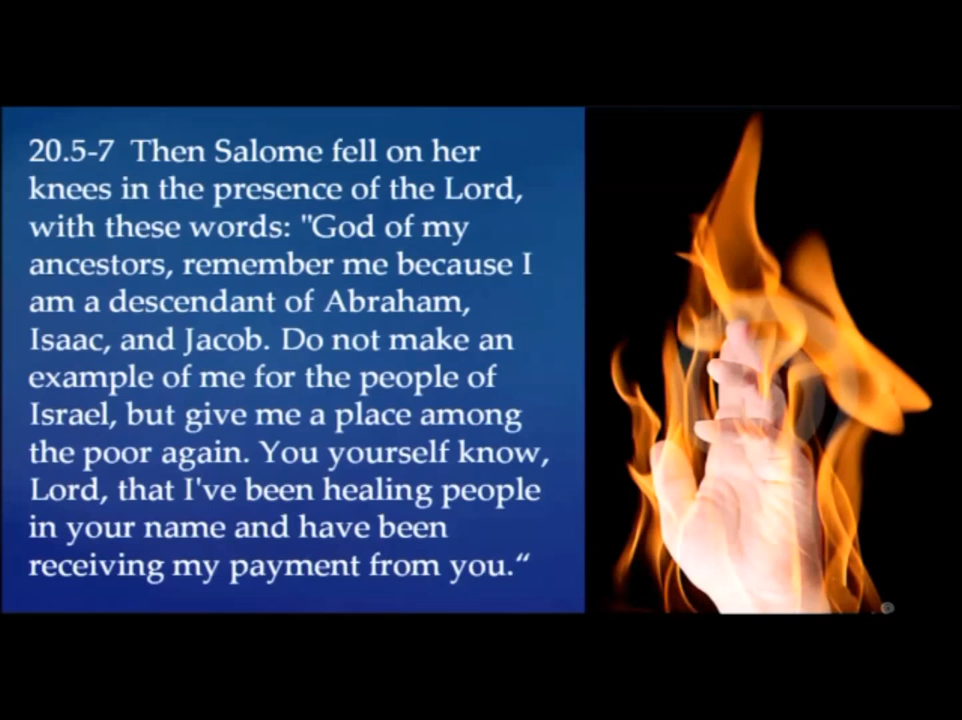 20.5-7  Then Salome fell on her
knees in the presence of the Lord,
with these words: "God of my
ancestors, remember me because I
am a descendant of Abraham,
Isaac, and Jacob. Do not make an
example of me for the people of
Israel, but give me a place among
the poor again. You yourself know,
Lord, that I've been healing people
in your name and have been
receiving my payment from you.“